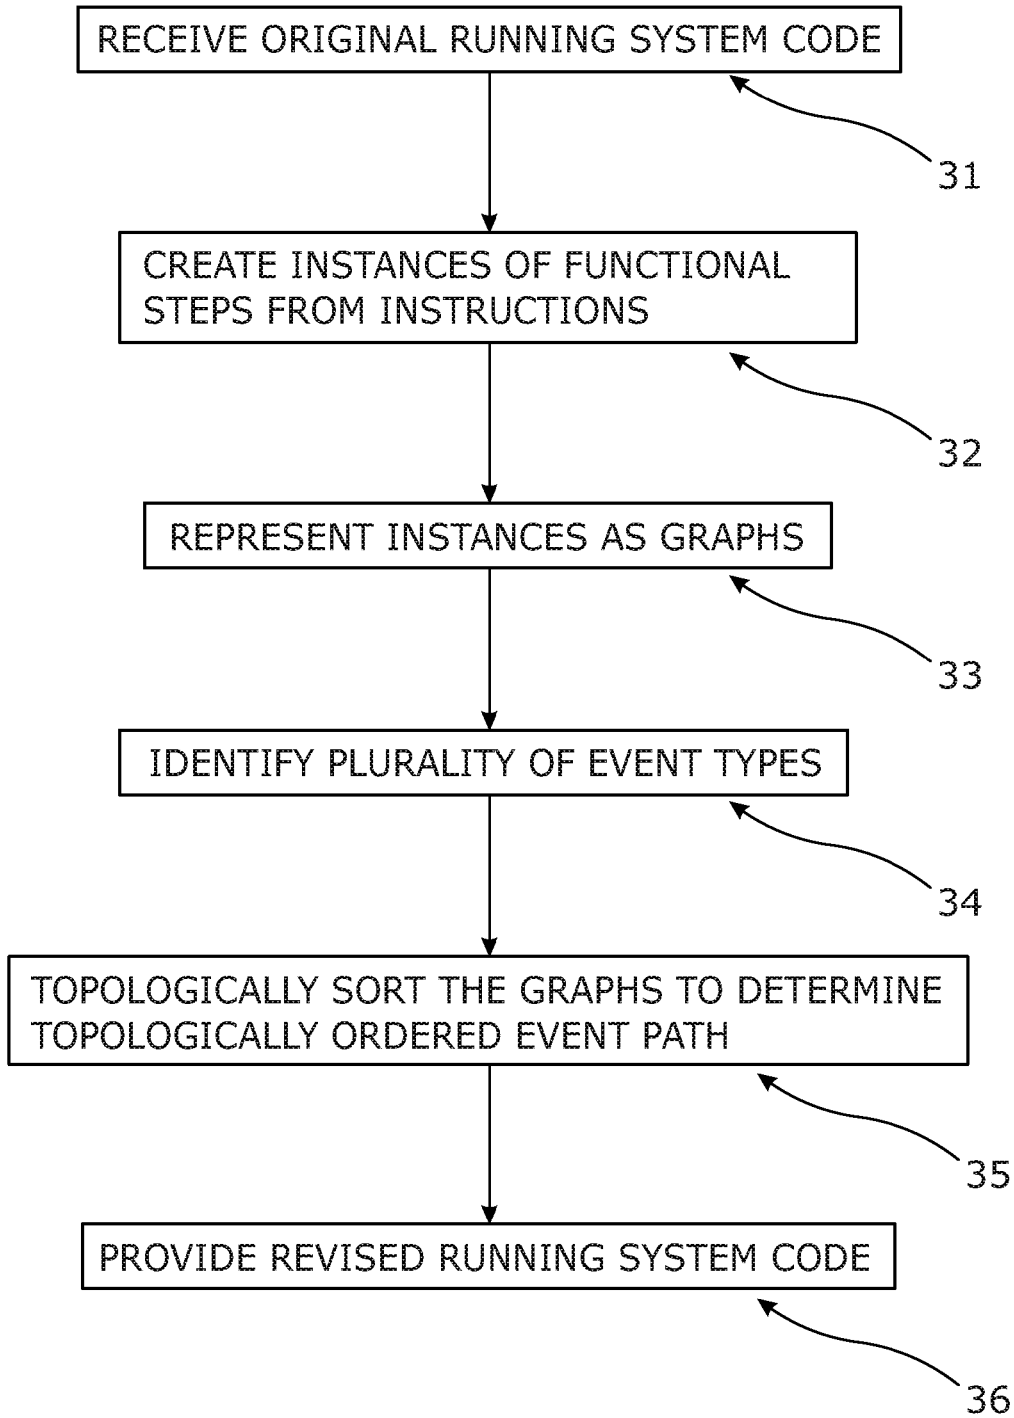 RECEIVE ORIGINAL RUNNING SYSTEM CODE
31
CREATE INSTANCES OF FUNCTIONAL
STEPS FROM INSTRUCTIONS
32
REPRESENT INSTANCES AS GRAPHS
33
IDENTIFY PLURALITY OF EVENT TYPES
34
TOPOLOGICALLY SORT THE GRAPHS TO DETERMINE
TOPOLOGICALLY ORDERED EVENT PATH
35
PROVIDE REVISED RUNNING SYSTEM CODE
36